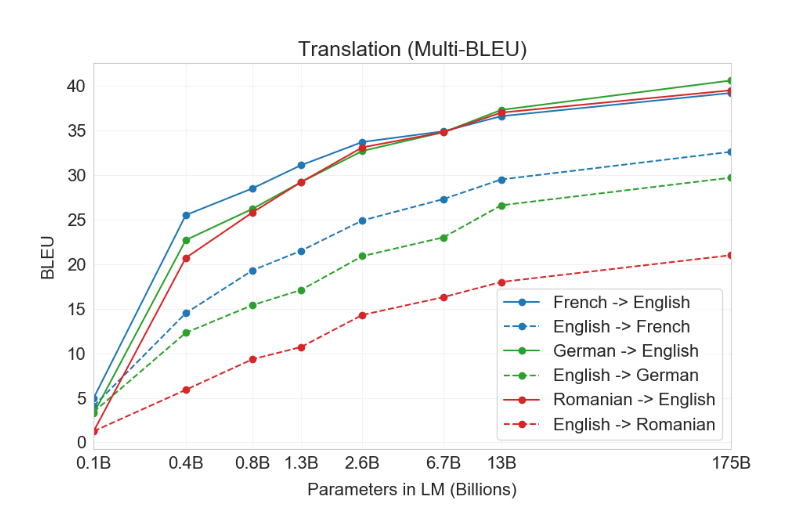 Translation (Multi-BLEU)
BLEU
40
35
30
25
20
15
10
5
0
0.1B 0.4B 0.8B 1.3B 2.6B 6.7B 13B 175B
Parameters in LM (Billions)
French -> English
English -> French
German -> English
English -> German
Romanian -> English
English -> Romanian